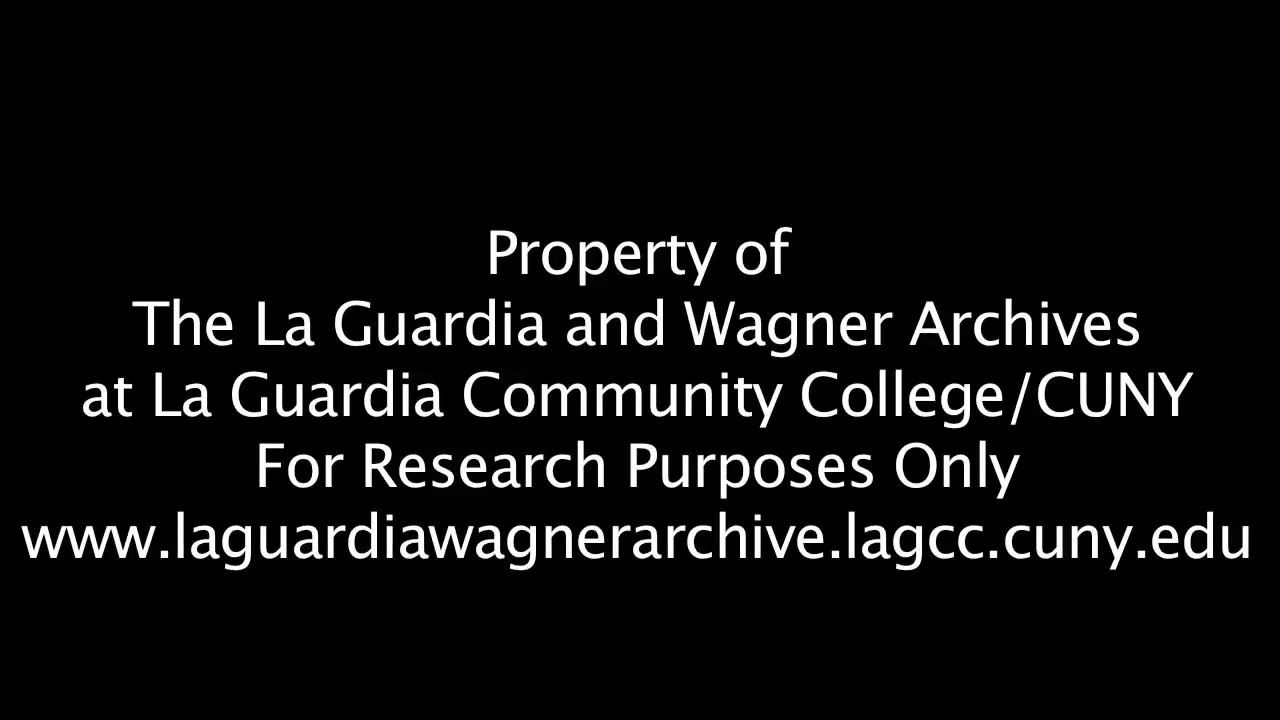 Property of
The La Guardia and Wagner Archives
at La Guardia Community College/CUNY
For Research Purposes Only
www.laguardiawagnerarchive.lagcc.cuny.edu